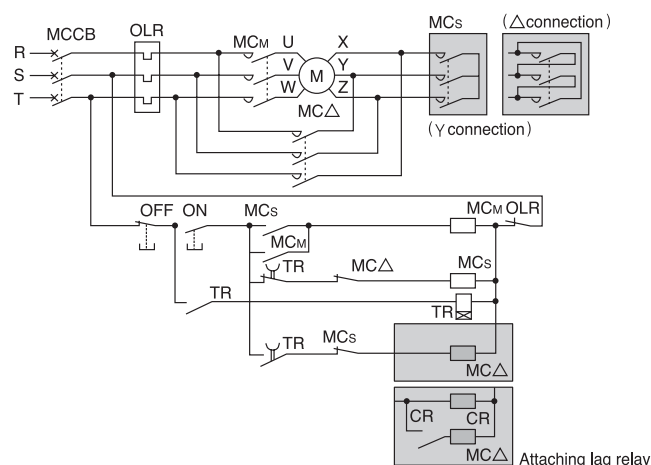 MCCB OLR MCM U X MCS (△connection)
R
S V Y M
T W Z
MC△
(Y connection)
OFF ON MCS MCM OLR
MCM
TR MC△ MCS
TR TR
TR MCS
MC△
CR CR
MC△ Attaching lag relay